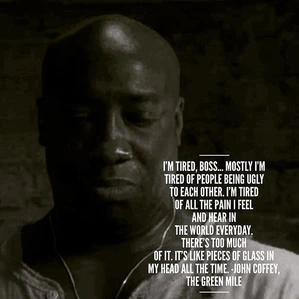 I'M TIRED, BOSS... MOSTLY I'M
TIRED OF PEOPLE BEING UGLY
TO EACH OTHER. I'M TIRED
OF ALL THE PAIN I FEEL
AND HEAR IN
THE WORLD EVERYDAY.
THERE'S TOO MUCH
OF IT. IT'S LIKE PIECES OF GLASS IN
MY HEAD ALL THE TIME. -JOHN COFFEY,
THE GREEN MILE